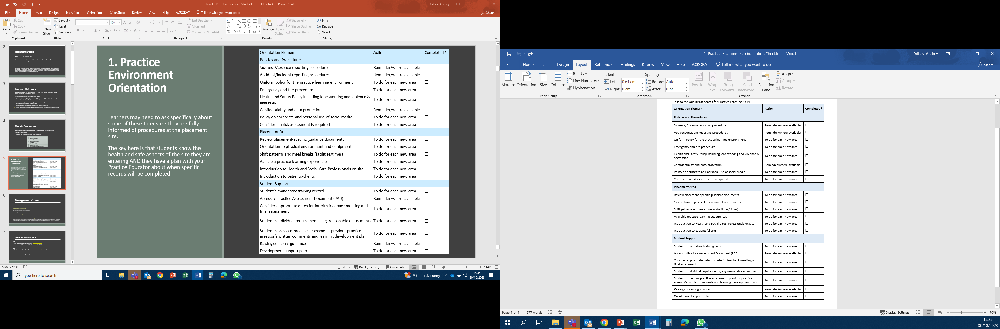 Level 2 Prep for Practice - Student Info - Nov Tri A - PowerPoint
Gillies, Audrey
File Home Insert Design Transitions Animations Slide Show Review View Help ACROBAT Tell me what you want to do
Share
Paste
Cut
Copy
Format Painter
Clipboard
New Slide
Layout
Reset
Section
Slides
10+
Font
Text Direction
Align Text
Convert to SmartArt
Paragraph
Arrange
Quick Styles
Shape Fill
Shape Outline
Shape Effects
Drawing
Find
Replace
Select
Editing
2
Placement Details
3
Learning Outcomes
4
Module Assessment
5
1. Practice
Environment
Orientation
6
Management of Issues
7
Contact Information
1. Practice
Environment
Orientation
Learners may need to ask specifically about
some of these to ensure they are fully
informed of procedures at the placement
site.
The key here is that students know the
health and safe aspects of the site they are
entering AND they have a plan with your
Practice Educator about when specific
records will be completed.
Orientation Element Action Completed?
Policies and Procedures
Sickness/Absence reporting procedures Reminder/where available ☐
Accident/Incident reporting procedures Reminder/where available ☐
Uniform policy for the practice learning environment To do for each new area ☐
Emergency and fire procedure To do for each new area ☐
Health and Safety Policy including lone working and violence &
aggression To do for each new area ☐
Confidentiality and data protection Reminder/where available ☐
Policy on corporate and personal use of social media To do for each new area ☐
Consider if a risk assessment is required To do for each new area ☐
Placement Area
Review placement-specific guidance documents To do for each new area ☐
Orientation to physical environment and equipment To do for each new area ☐
Shift patterns and meal breaks (facilities/times) To do for each new area ☐
Available practice learning experiences To do for each new area ☐
Introduction to Health and Social Care Professionals on site To do for each new area ☐
Introduction to patients/clients To do for each new area ☐
Student Support
Student's mandatory training record To do for each new area ☐
Access to Practice Assessment Document (PAD) Reminder/where available ☐
Consider appropriate dates for interim feedback meeting and
final assessment To do for each new area ☐
Student's individual requirements, e.g. reasonable adjustments To do for each new area ☐
Student's previous practice assessment, previous practice
assessor's written comments and learning development plan To do for each new area ☐
Raising concerns guidance Reminder/where available ☐
Development support plan To do for each new area ☐
Slide 5 of 38
Notes Display Settings Comments 114%
Type here to search
9°C Partly sunny
15:35
30/10/2023
1. Practice Environment Orientation Checklist - Word
Gillies, Audrey
File Home Insert Design Layout References Mailings Review View Help ACROBAT Tell me what you want to do
Share
Margins Orientation Size Columns
Breaks
Line Numbers
Hyphenation
Page Setup
Indent
Left: 0.64 cm
Right: 0 cm
Spacing
Before: Auto
After: 0 pt
Paragraph
Position
Wrap Text
Bring Forward
Send Backward
Selection Pane
Align
Group
Rotate
Arrange
Links to the Quality Standards for Practice Learning (QSPL)
Orientation Element Action Completed?
Policies and Procedures
Sickness/Absence reporting procedures Reminder/where available ☐
Accident/Incident reporting procedures Reminder/where available ☐
Uniform policy for the practice learning environment To do for each new area ☐
Emergency and fire procedure To do for each new area ☐
Health and Safety Policy including lone working and violence &
aggression To do for each new area ☐
Confidentiality and data protection Reminder/where available ☐
Policy on corporate and personal use of social media To do for each new area ☐
Consider if a risk assessment is required To do for each new area ☐
Placement Area
Review placement-specific guidance documents To do for each new area ☐
Orientation to physical environment and equipment To do for each new area ☐
Shift patterns and meal breaks (facilities/times) To do for each new area ☐
Available practice learning experiences To do for each new area ☐
Introduction to Health and Social Care Professionals on site To do for each new area ☐
Introduction to patients/clients To do for each new area ☐
Student Support
Student's mandatory training record To do for each new area ☐
Access to Practice Assessment Document (PAD) Reminder/where available ☐
Consider appropriate dates for interim feedback meeting and
final assessment To do for each new area ☐
Student's individual requirements, e.g. reasonable adjustments To do for each new area ☐
Student's previous practice assessment, previous practice
assessor's written comments and learning development plan To do for each new area ☐
Raising concerns guidance Reminder/where available ☐
Development support plan To do for each new area ☐
Page 1 of 1 277 words
Display Settings 70%
15:35
30/10/2023